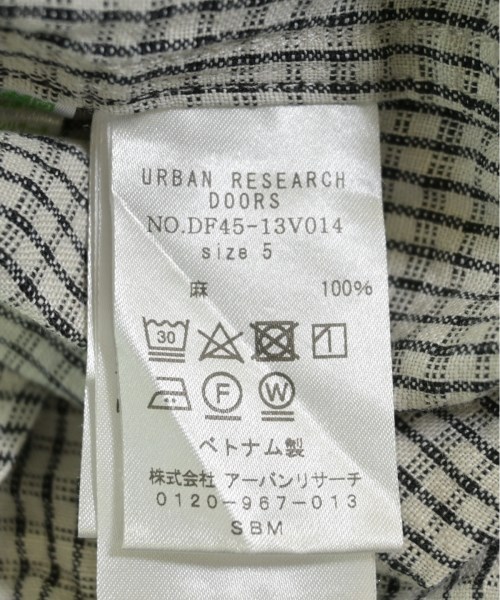 URBAN RESEARCH
DOORS
NO.DF45-13V014
size 5
麻 100%
30
F W
ベトナム製
株式会社 アーバンリサーチ
0120-967-013
SBM